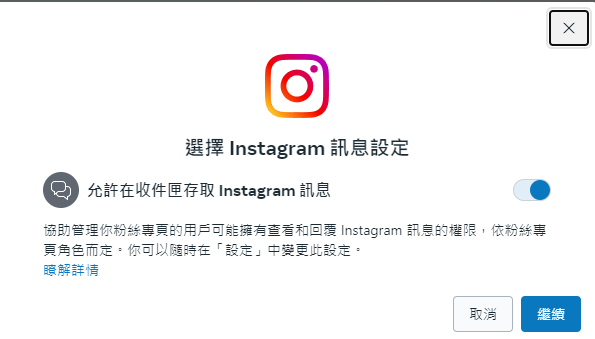 選擇 Instagram 訊息設定
允許在收件匣存取 Instagram 訊息
協助管理你粉絲專頁的用戶可能擁有查看和回覆 Instagram 訊息的權限，依粉絲專
頁角色而定。你可以隨時在「設定」中變更此設定。
瞭解詳情
取消
繼續